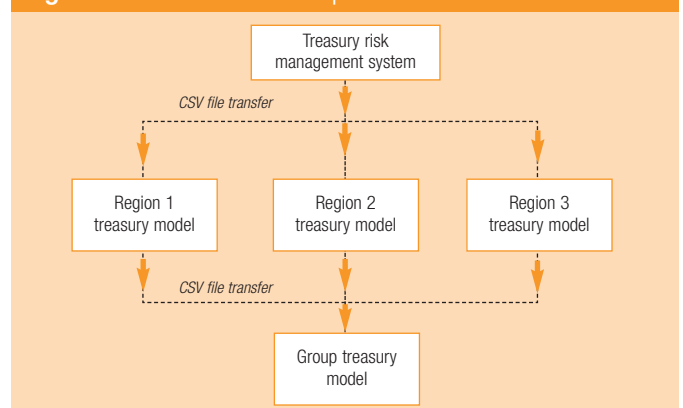 Treasury risk
management system
CSV file transfer
Region 1
treasury model
Region 2
treasury model
Region 3
treasury model
CSV file transfer
Group treasury
model